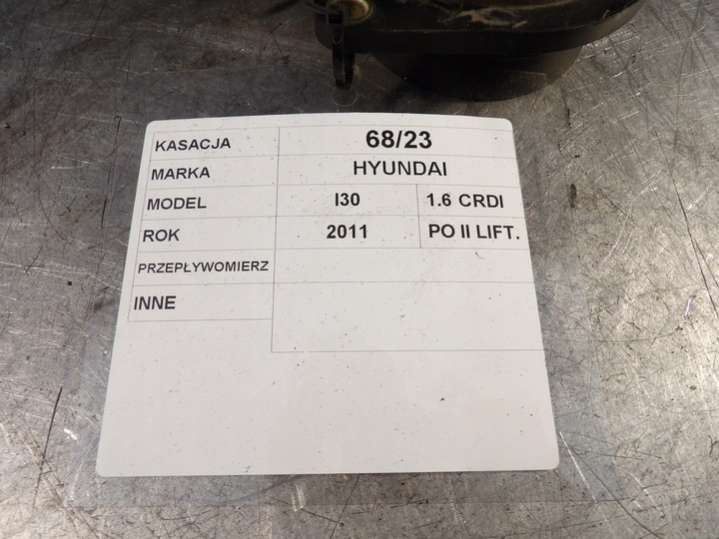 KASACJA 68/23
MARKA HYUNDAI
MODEL I30 1.6 CRDI
ROK 2011 PO II LIFT.
PRZEPŁYWOMIERZ
INNE